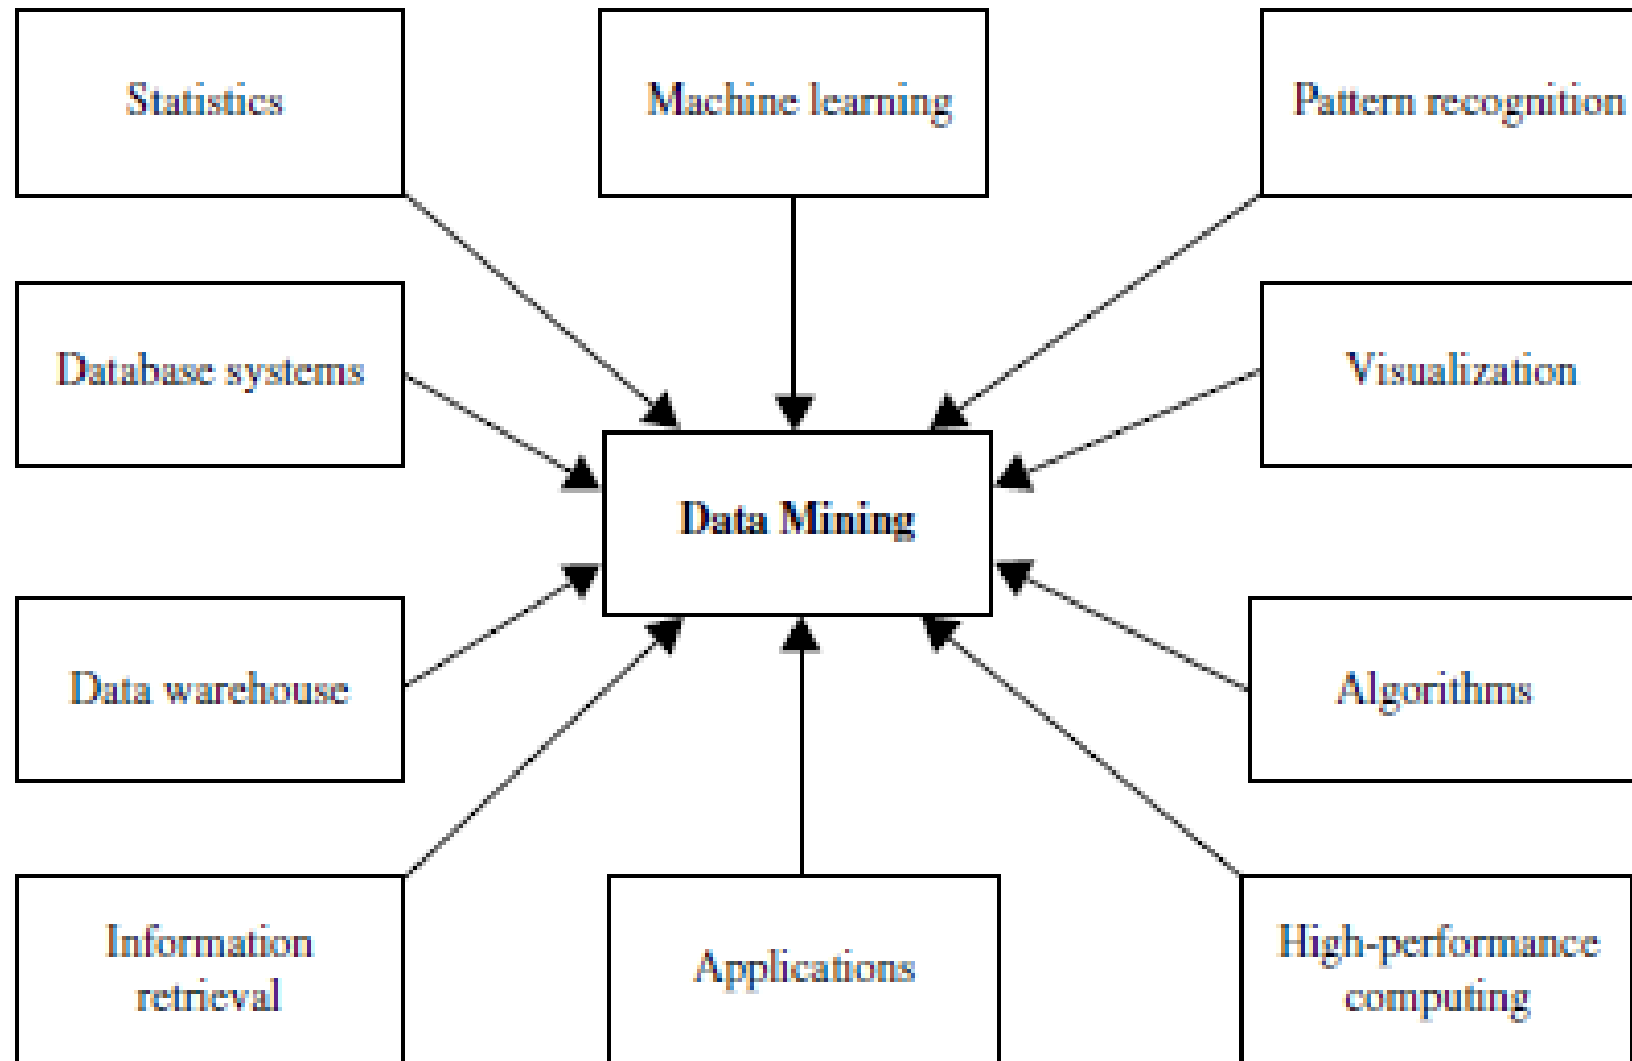 Statistics
Machine learning
Pattern recognition
Database systems
Visualization
Data Mining
Data warehouse
Algorithms
Information
retrieval
Applications
High-performance
computing